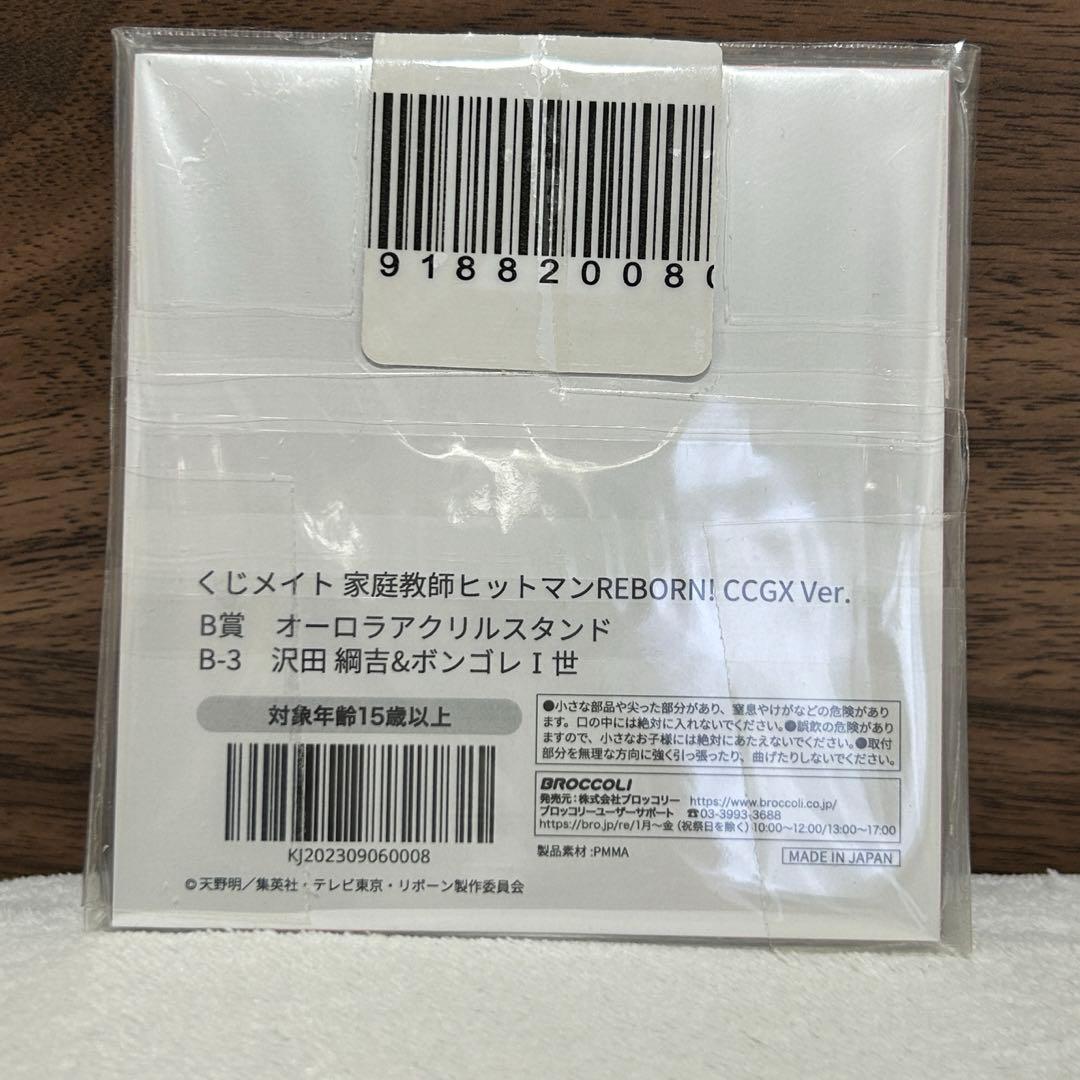 91882008
くじメイト 家庭教師ヒットマンREBORN! CCGX Ver.
B賞 オーロラアクリルスタンド
B-3 沢田 綱吉&ボンゴレⅠ世
対象年齢15歳以上
KJ202309060008
©天野明/集英社・テレビ東京・リボーン製作委員会
●小さな部品や尖った部分があり、窒息やけがなどの危険があり
ます。口の中には絶対に入れないでください。●誤飲の危険があり
ますので、小さなお子様には絶対にあたえないでください。●取付
部分を無理な方向に強く引っ張ったり、曲げたりしないでください。
BROCCOLI
発売元:株式会社ブロッコリー https://www.broccoli.co.jp/
ブロッコリーユーザーサポート ☎03-3993-3688
https://bro.jp/re/1月~金(祝祭日を除く)10:00~12:00/13:00~17:00
製品素材:PMMA
MADE IN JAPAN